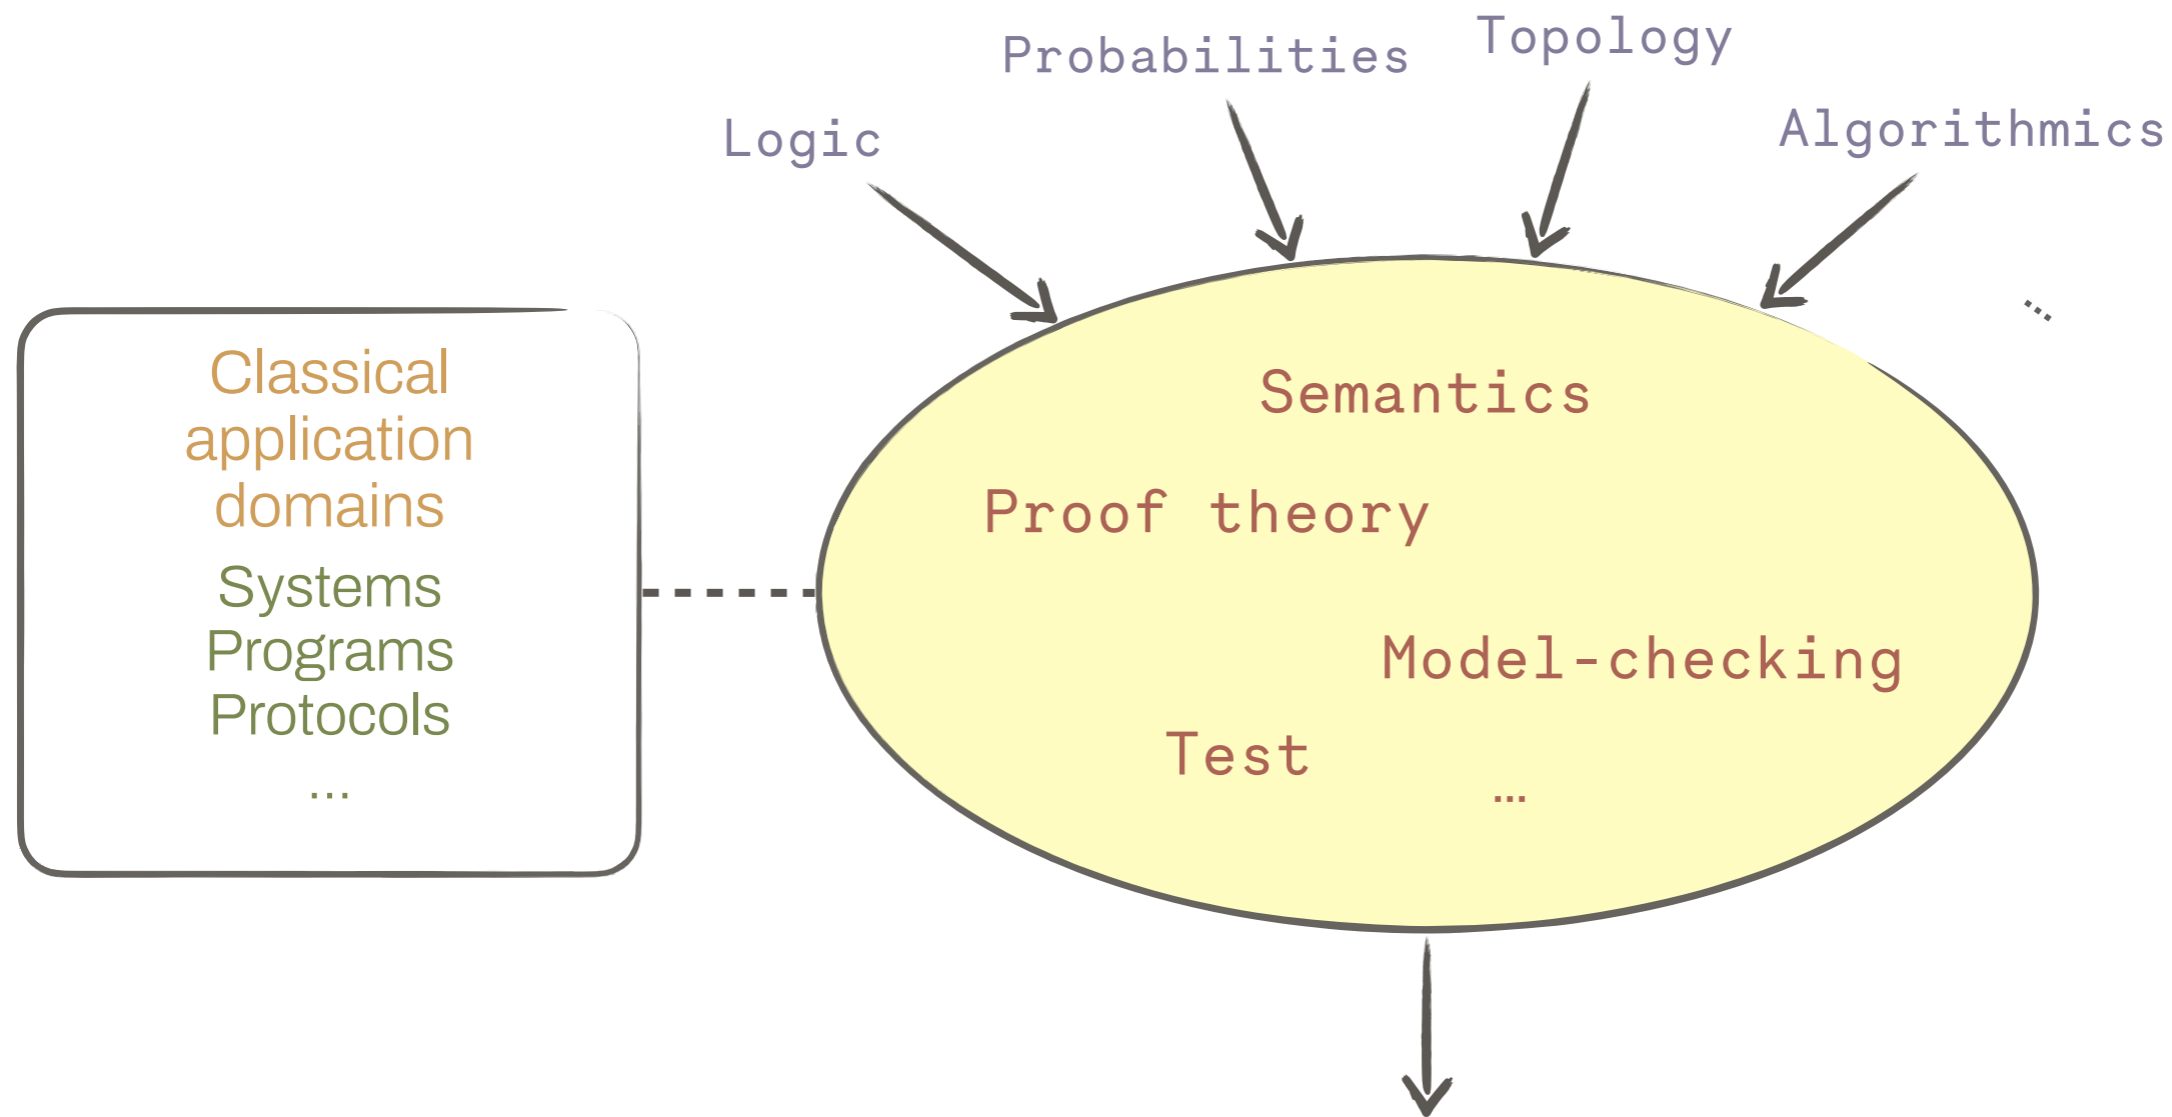 Topology
Probabilities
Algorithmics
Logic
...
Classical
application
domains
Systems
Programs
Protocols
...
Semantics
Proof theory
Model-checking
Test
...